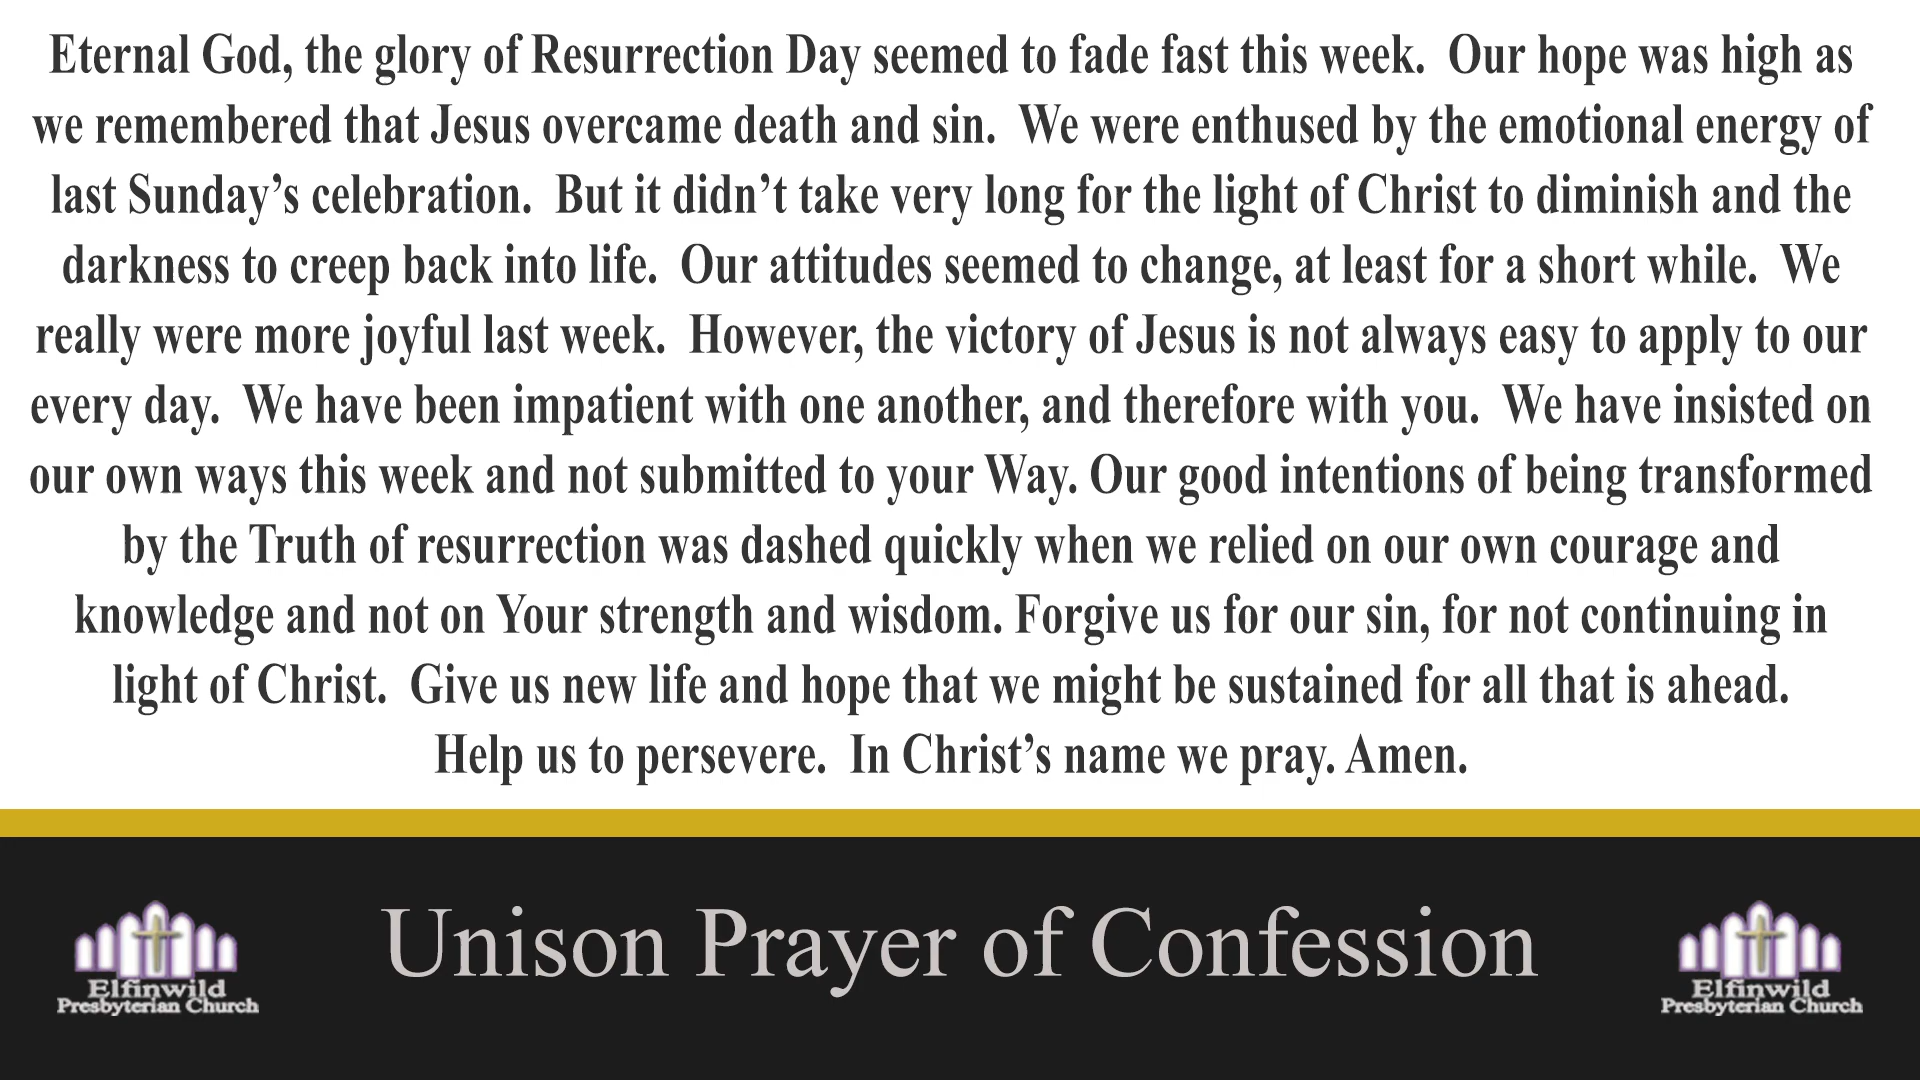 Eternal God, the glory of Resurrection Day seemed to fade fast this week.  Our hope was high as
we remembered that Jesus overcame death and sin.  We were enthused by the emotional energy of
last Sunday’s celebration.  But it didn’t take very long for the light of Christ to diminish and the
darkness to creep back into life.  Our attitudes seemed to change, at least for a short while.  We
really were more joyful last week.  However, the victory of Jesus is not always easy to apply to our
every day.  We have been impatient with one another, and therefore with you.  We have insisted on
our own ways this week and not submitted to your Way. Our good intentions of being transformed
by the Truth of resurrection was dashed quickly when we relied on our own courage and
knowledge and not on Your strength and wisdom. Forgive us for our sin, for not continuing in
light of Christ.  Give us new life and hope that we might be sustained for all that is ahead.
Help us to persevere.  In Christ’s name we pray. Amen.
Unison Prayer of Confession
Elfinwild
Presbyterian Church
Elfinwild
Presbyterian Church